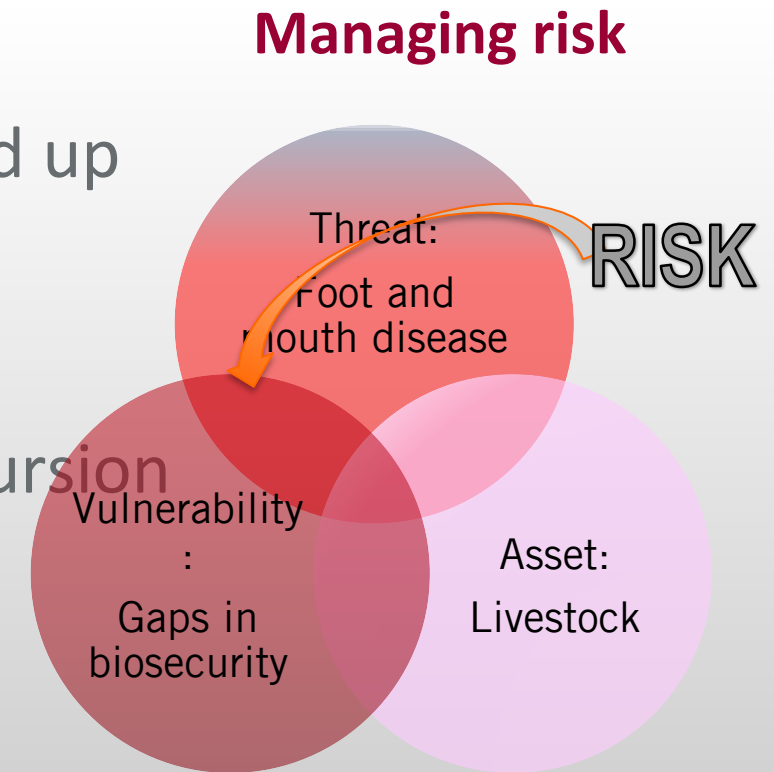 Managing risk
d up
Threat:
RISK
Foot and
mouth disease
ursion
Vulnerability
:
Asset:
Gaps in
Livestock
biosecurity